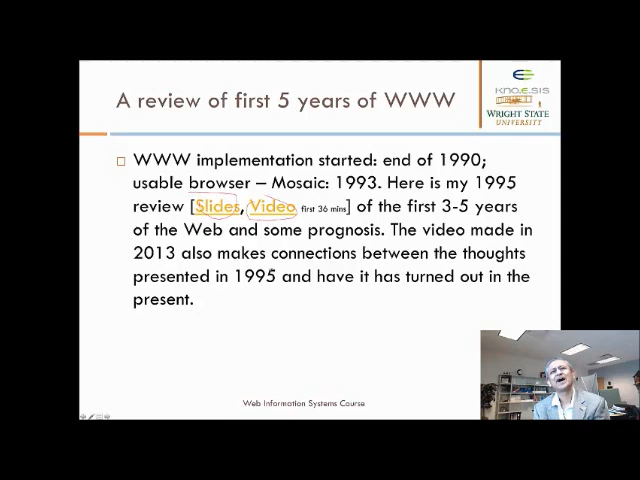 A review of first 5 years of WWW
KNO.E.SIS
WRIGHT STATE
UNIVERSITY
WWW implementation started: end of 1990;
usable browser – Mosaic: 1993. Here is my 1995
review [Slides, Video first 36 mins] of the first 3-5 years
of the Web and some prognosis. The video made in
2013 also makes connections between the thoughts
presented in 1995 and have it has turned out in the
present.
Web Information Systems Course